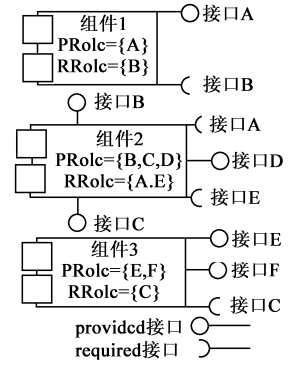 组件1
PRolc={A}
RRolc={B}
接口A
接口B
接口B
接口A
组件2
PRolc={B,C,D}
RRolc={A.E}
接口D
接口E
接口C
组件3
PRolc={E,F}
RRolc={C}
接口E
接口F
接口C
providcd接口
required接口